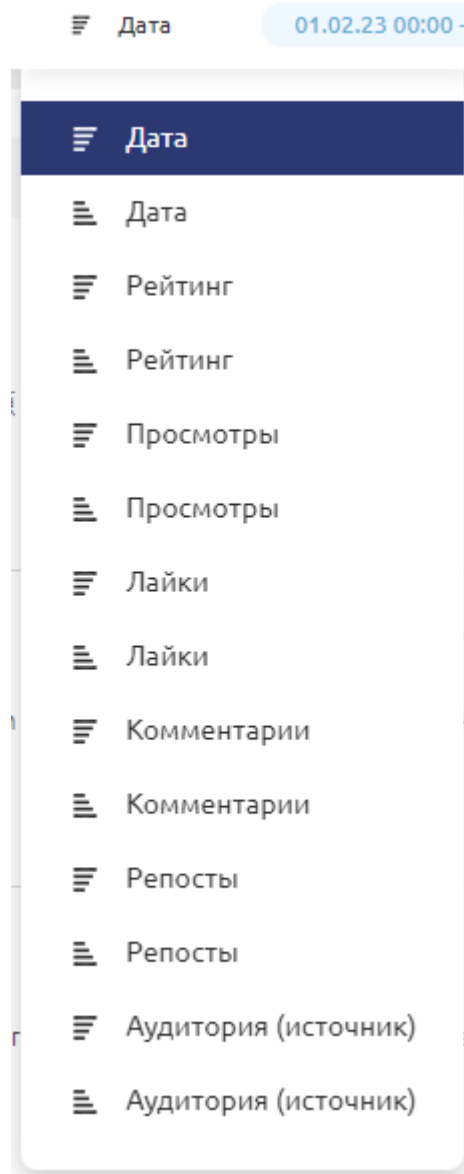 Дата 01.02.23 00:00 -
Дата
Дата
Рейтинг
Рейтинг
Просмотры
Просмотры
Лайки
Лайки
Комментарии
Комментарии
Репосты
Репосты
Аудитория (источник)
Аудитория (источник)